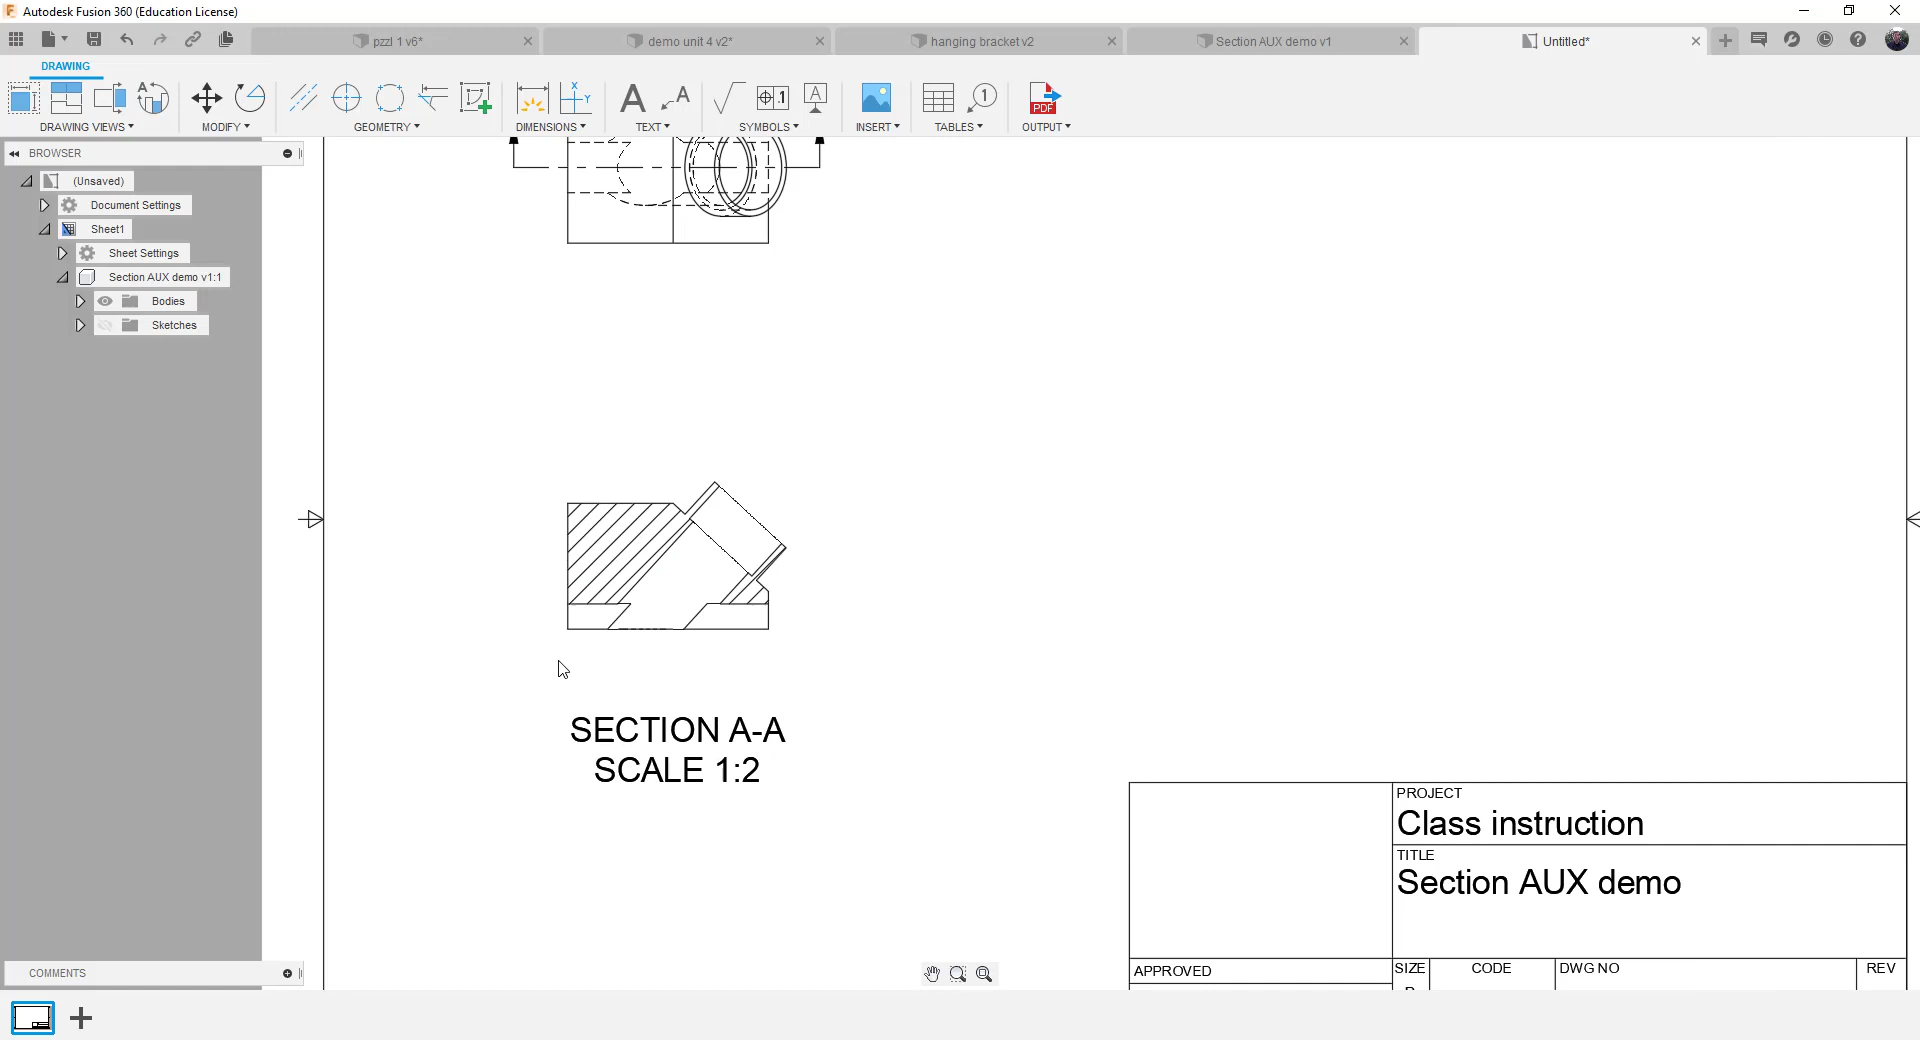 Autodesk Fusion 360 (Education License)
pzzl 1 v6*
demo unit 4 v2*
hanging bracket v2
Section AUX demo v1
Untitled*
DRAWING
DRAWING VIEWS
MODIFY
GEOMETRY
DIMENSIONS
TEXT
SYMBOLS
INSERT
TABLES
OUTPUT
BROWSER
(Unsaved)
Document Settings
Sheet1
Sheet Settings
Section AUX demo v1:1
Bodies
Sketches
SECTION A-A
SCALE 1:2
PROJECT
Class instruction
TITLE
Section AUX demo
APPROVED
SIZE
CODE
DWG NO
REV
COMMENTS